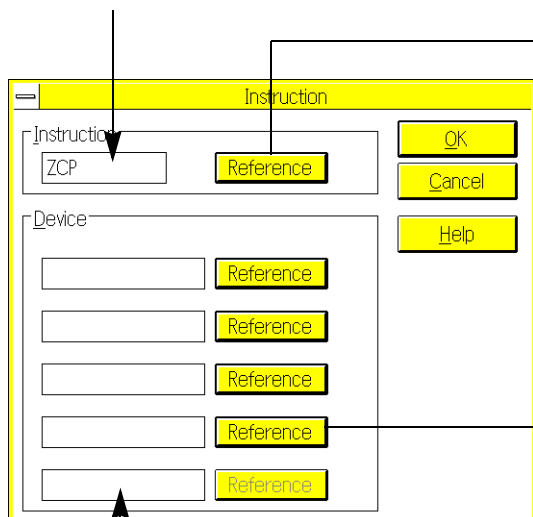 Instruction
Instruction
ZCP
Reference
OK
Cancel
Help
Device
Reference
Reference
Reference
Reference
Reference